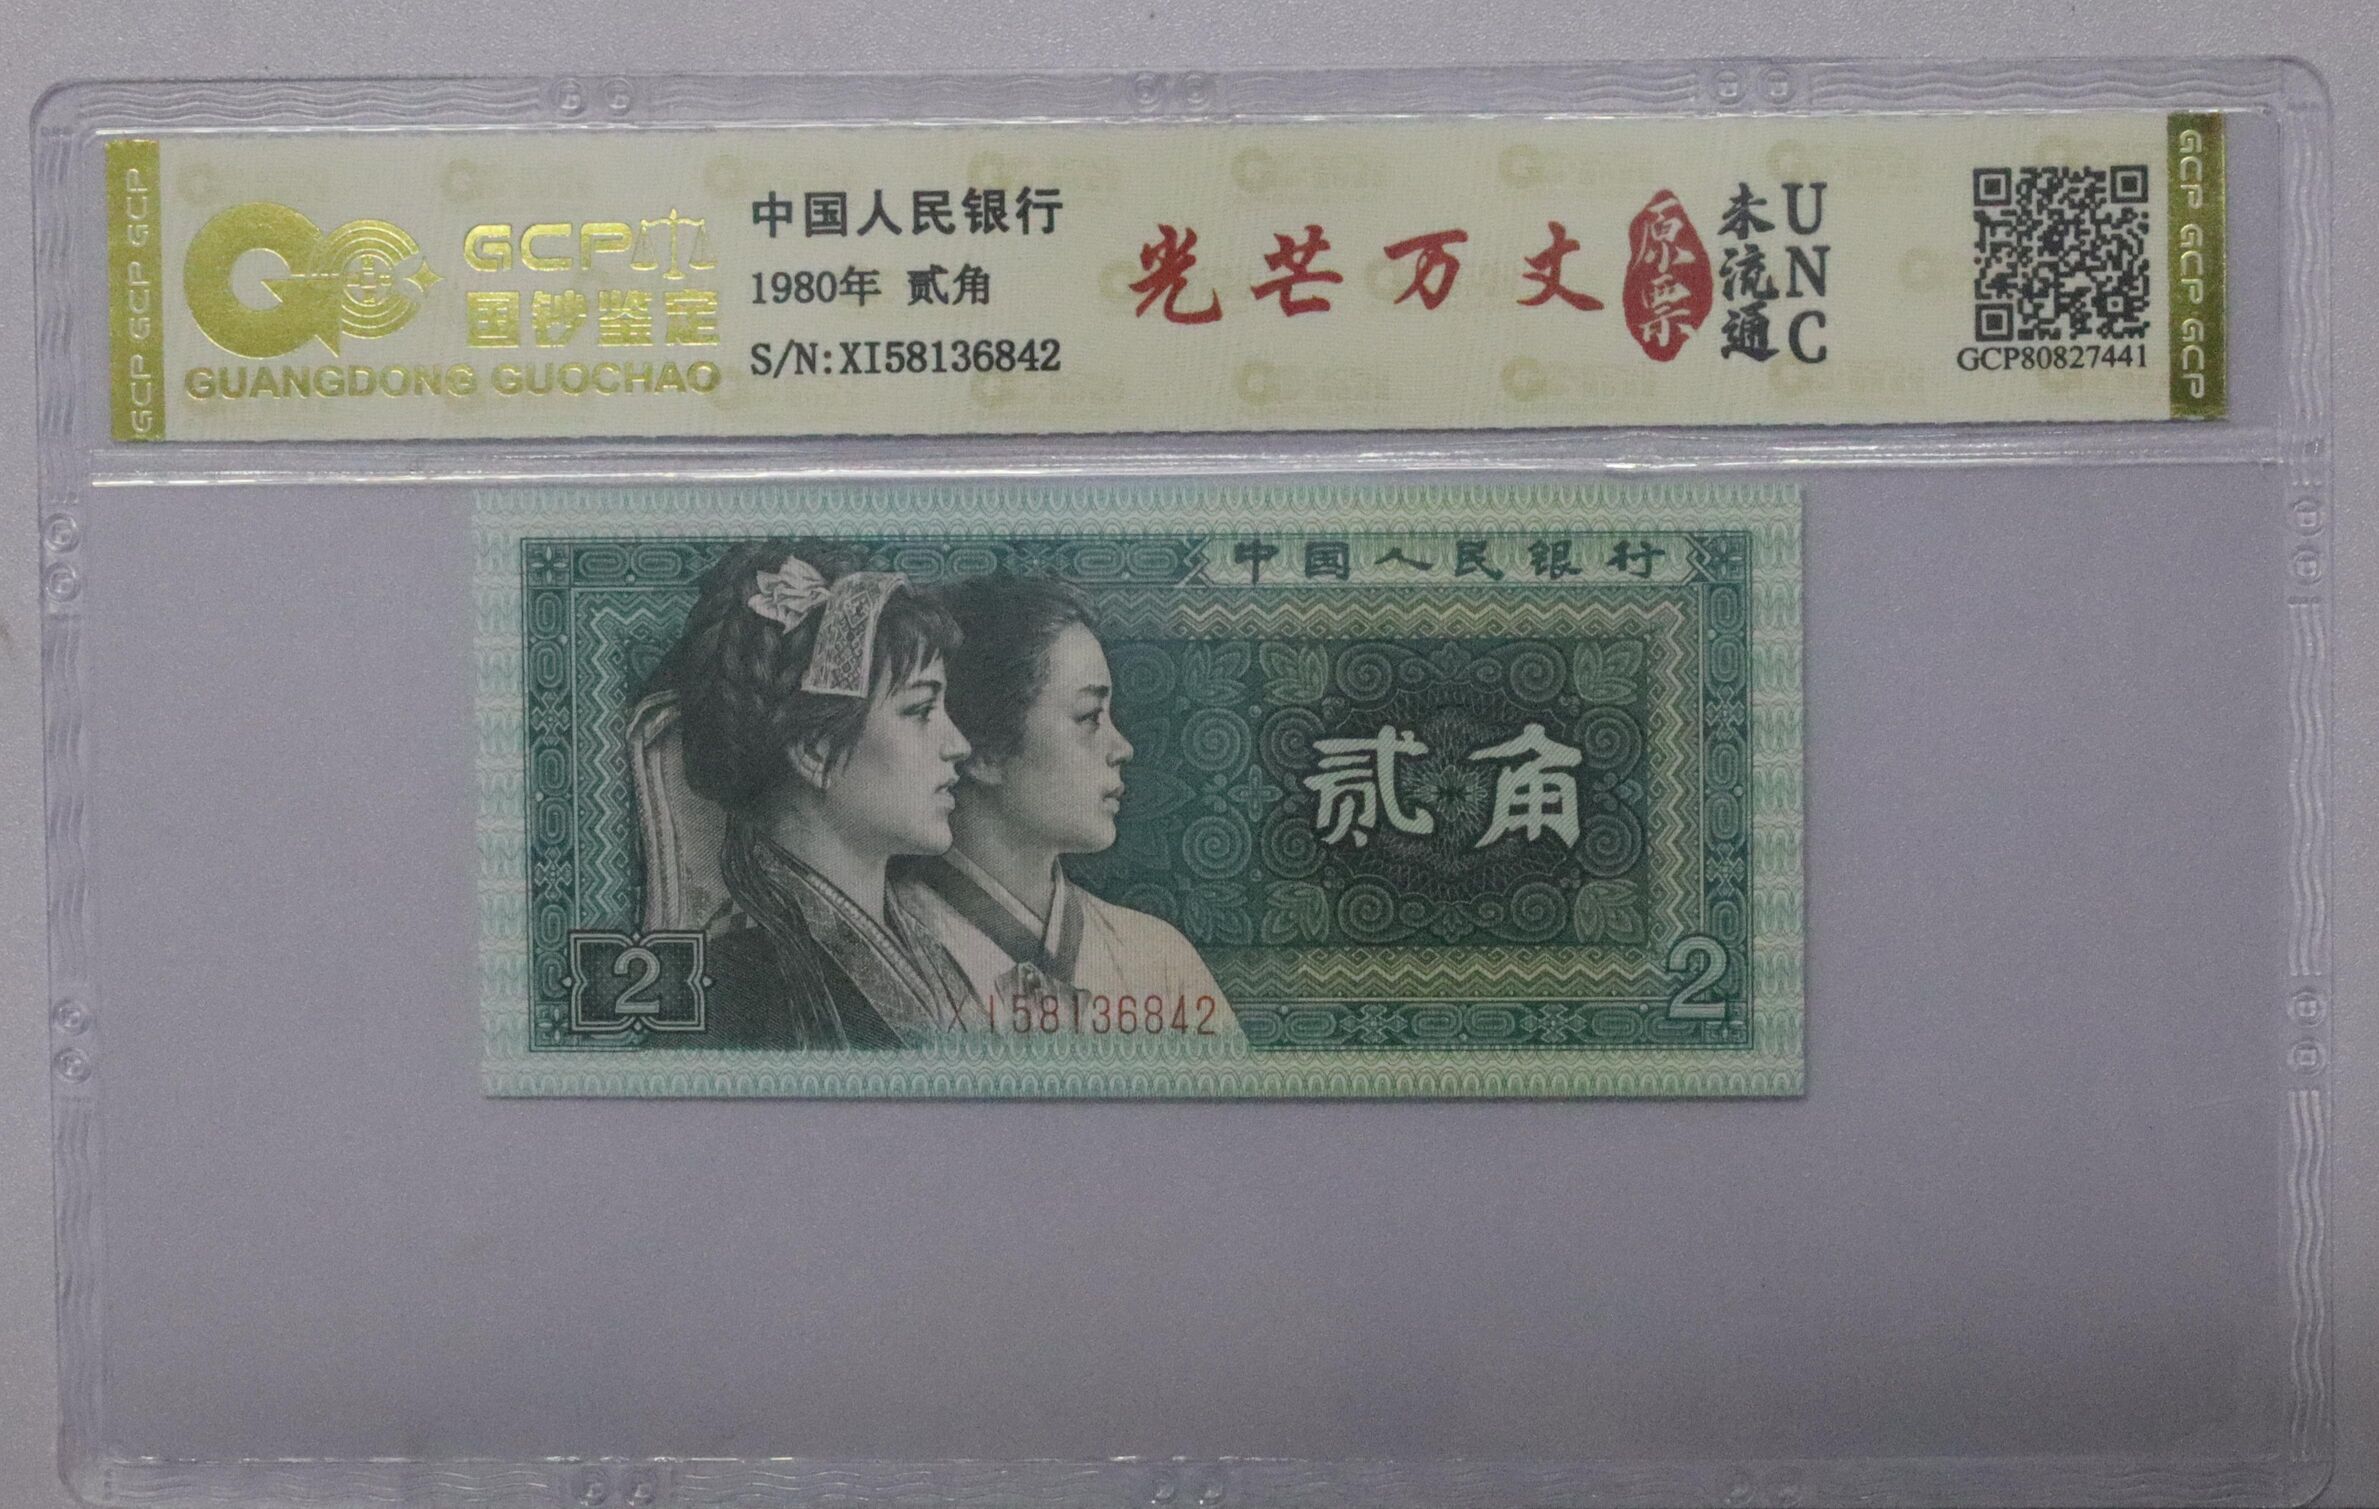 GCP
国钞鉴定
GUANGDONG GUOCHAO
中国人民银行
1980年 贰角
S/N:XI58136842
光芒万丈
原票
未流通
UNC
GCP80827441
GCP GCP GCP
GCP GCP GCP
中国人民银行
贰角
2
XI58136842
2